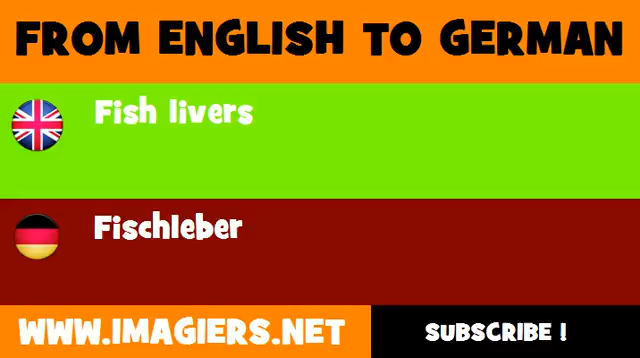 FROM ENGLISH TO GERMAN
Fish livers
Fischleber
WWW.IMAGIERS.NET
SUBSCRIBE !